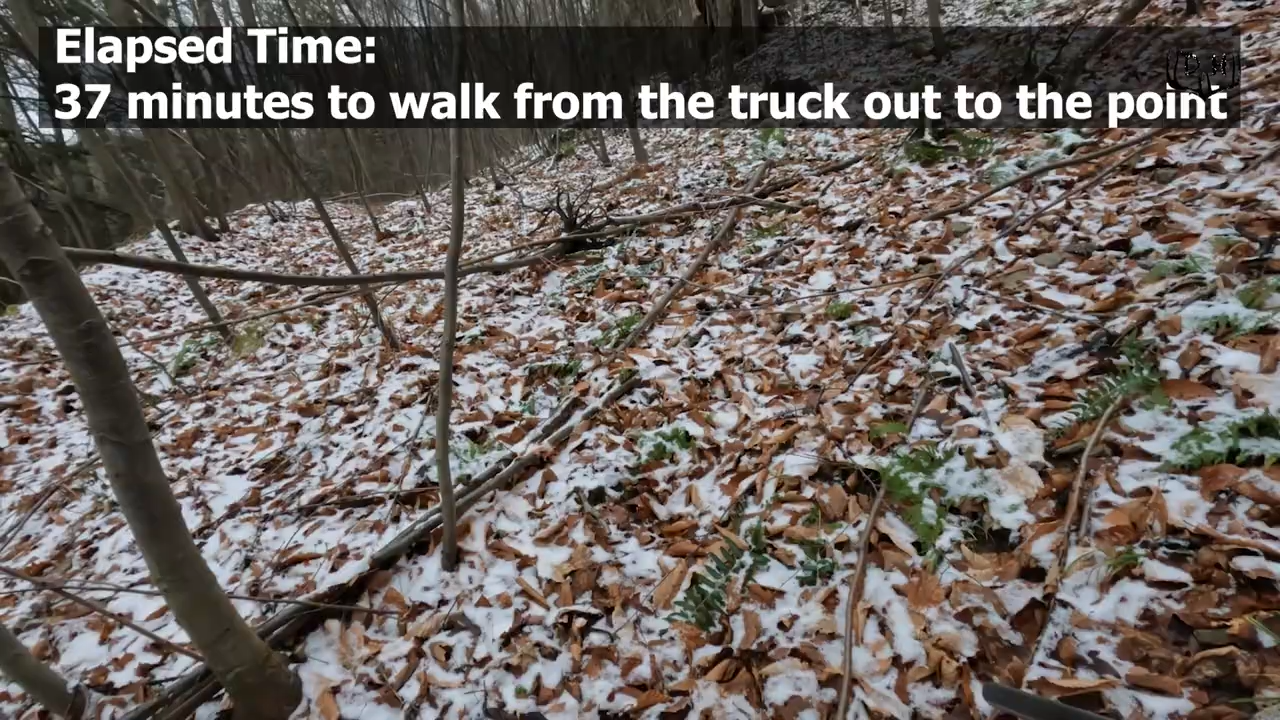 Elapsed Time:
37 minutes to walk from the truck out to the point